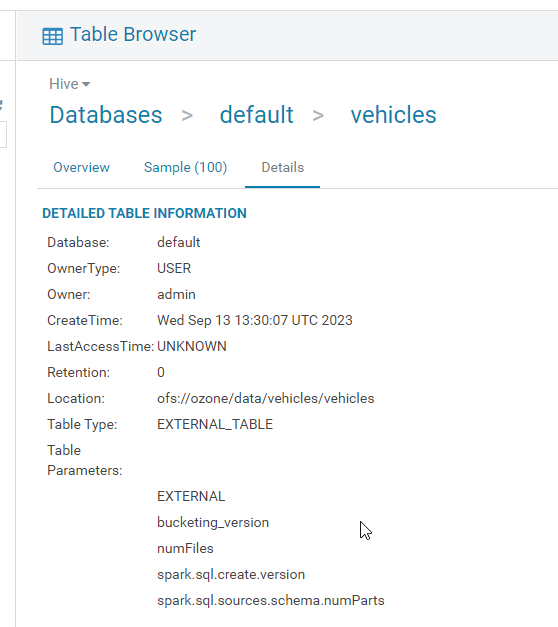 Table Browser
Hive
Databases > default > vehicles
Overview Sample (100) Details
DETAILED TABLE INFORMATION
Database: default
OwnerType: USER
Owner: admin
CreateTime: Wed Sep 13 13:30:07 UTC 2023
LastAccessTime: UNKNOWN
Retention: 0
Location: ofs://ozone/data/vehicles/vehicles
Table Type: EXTERNAL_TABLE
Table
Parameters:
EXTERNAL
bucketing_version
numFiles
spark.sql.create.version
spark.sql.sources.schema.numParts